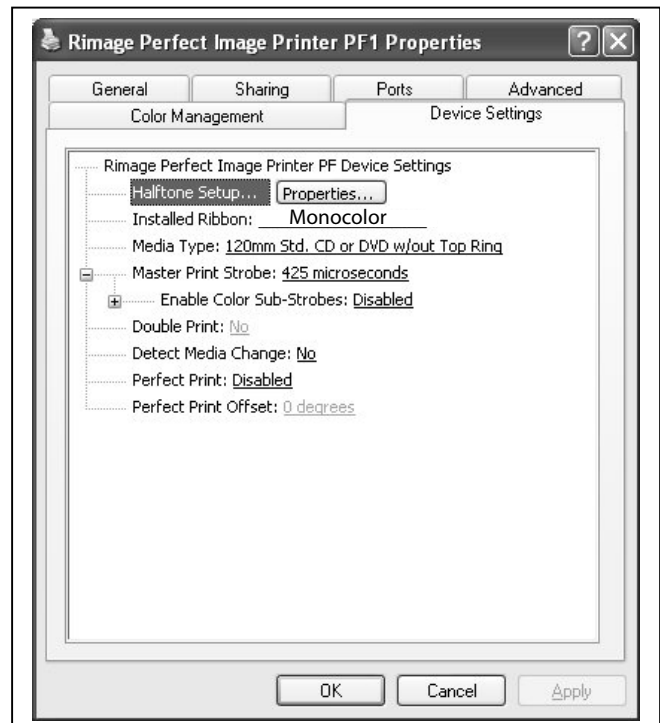 Rimage Perfect Image Printer PF1 Properties
General Sharing Ports Advanced
Color Management Device Settings
Rimage Perfect Image Printer PF Device Settings
Halftone Setup... Properties...
Installed Ribbon: Monocolor
Media Type: 120mm Std. CD or DVD w/out Top Ring
Master Print Strobe: 425 microseconds
Enable Color Sub-Strobes: Disabled
Double Print: No
Detect Media Change: No
Perfect Print: Disabled
Perfect Print Offset: 0 degrees
OK Cancel Apply